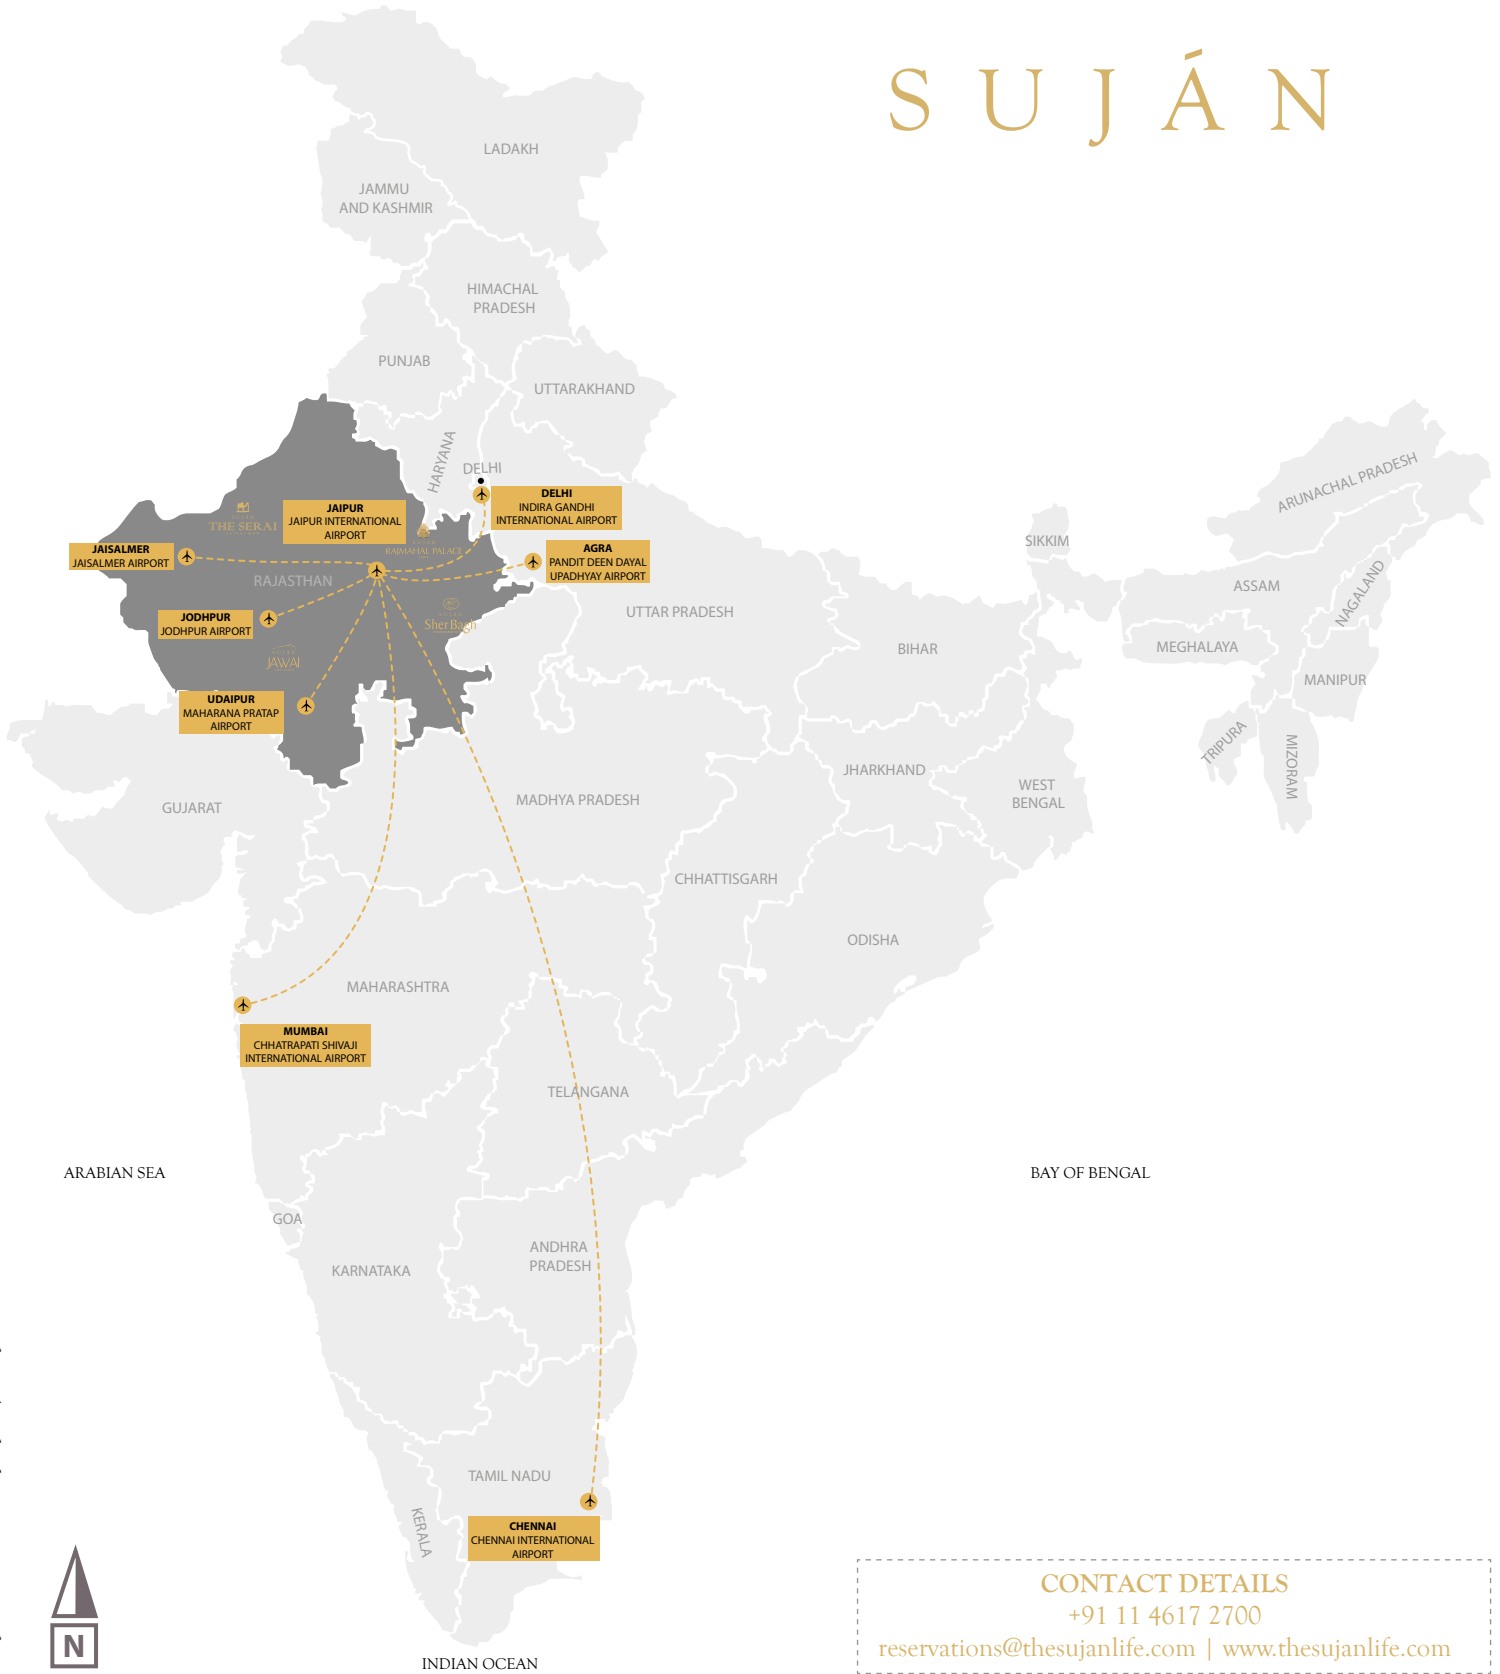 SUJÁN
LADAKH
JAMMU
AND KASHMIR
HIMACHAL
PRADESH
PUNJAB
UTTARAKHAND
HARYANA
DELHI
DELHI
INDIRA GANDHI
INTERNATIONAL AIRPORT
JAIPUR
JAIPUR INTERNATIONAL
AIRPORT
THE SERAI
RAJMAHAL PALACE
AGRA
PANDIT DEEN DAYAL
UPADHYAY AIRPORT
JAISALMER
JAISALMER AIRPORT
RAJASTHAN
JODHPUR
JODHPUR AIRPORT
Sher Bagh
JAWAI
UDAIPUR
MAHARANA PRATAP
AIRPORT
UTTAR PRADESH
BIHAR
SIKKIM
ARUNACHAL PRADESH
ASSAM
NAGALAND
MEGHALAYA
MANIPUR
TRIPURA
MIZORAM
GUJARAT
MADHYA PRADESH
JHARKHAND
WEST
BENGAL
CHHATTISGARH
ODISHA
MAHARASHTRA
MUMBAI
CHHATRAPATI SHIVAJI
INTERNATIONAL AIRPORT
TELANGANA
ARABIAN SEA
BAY OF BENGAL
GOA
KARNATAKA
ANDHRA
PRADESH
TAMIL NADU
KERALA
CHENNAI
CHENNAI INTERNATIONAL
AIRPORT
N
INDIAN OCEAN
CONTACT DETAILS
+91 11 4617 2700
reservations@thesujanlife.com | www.thesujanlife.com